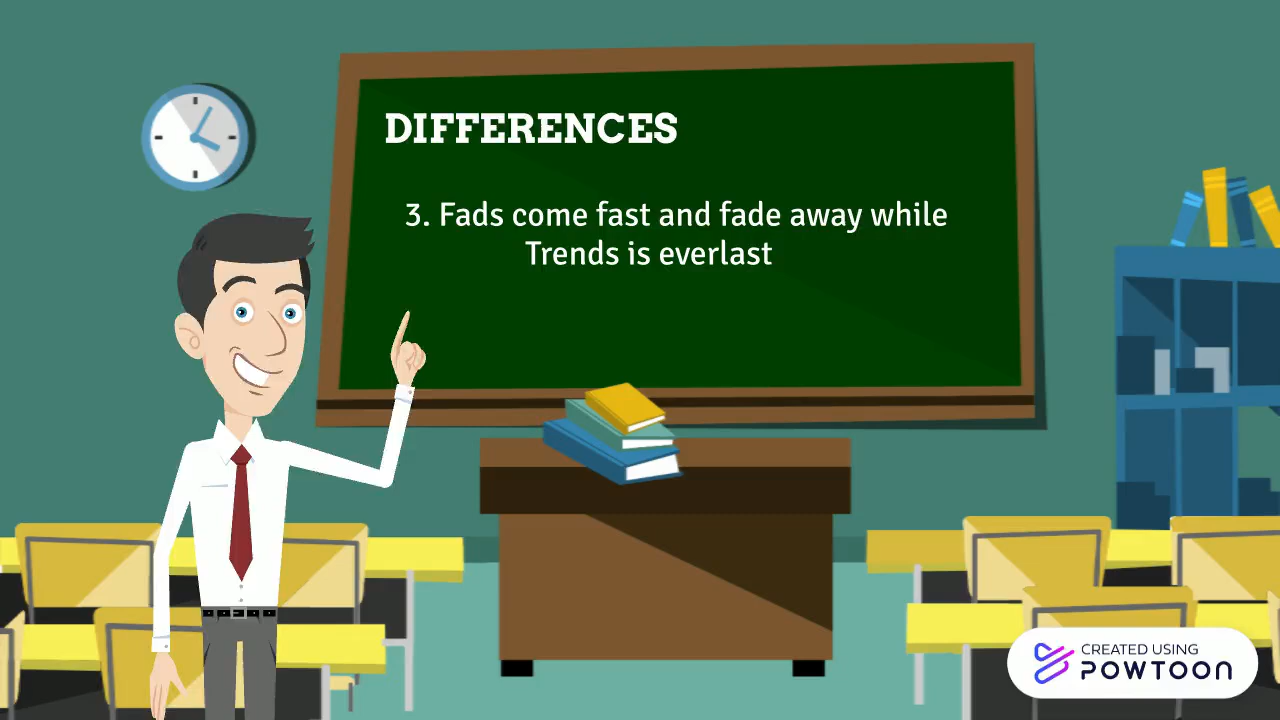 DIFFERENCES
3. Fads come fast and fade away while
Trends is everlast
CREATED USING
POWTOON